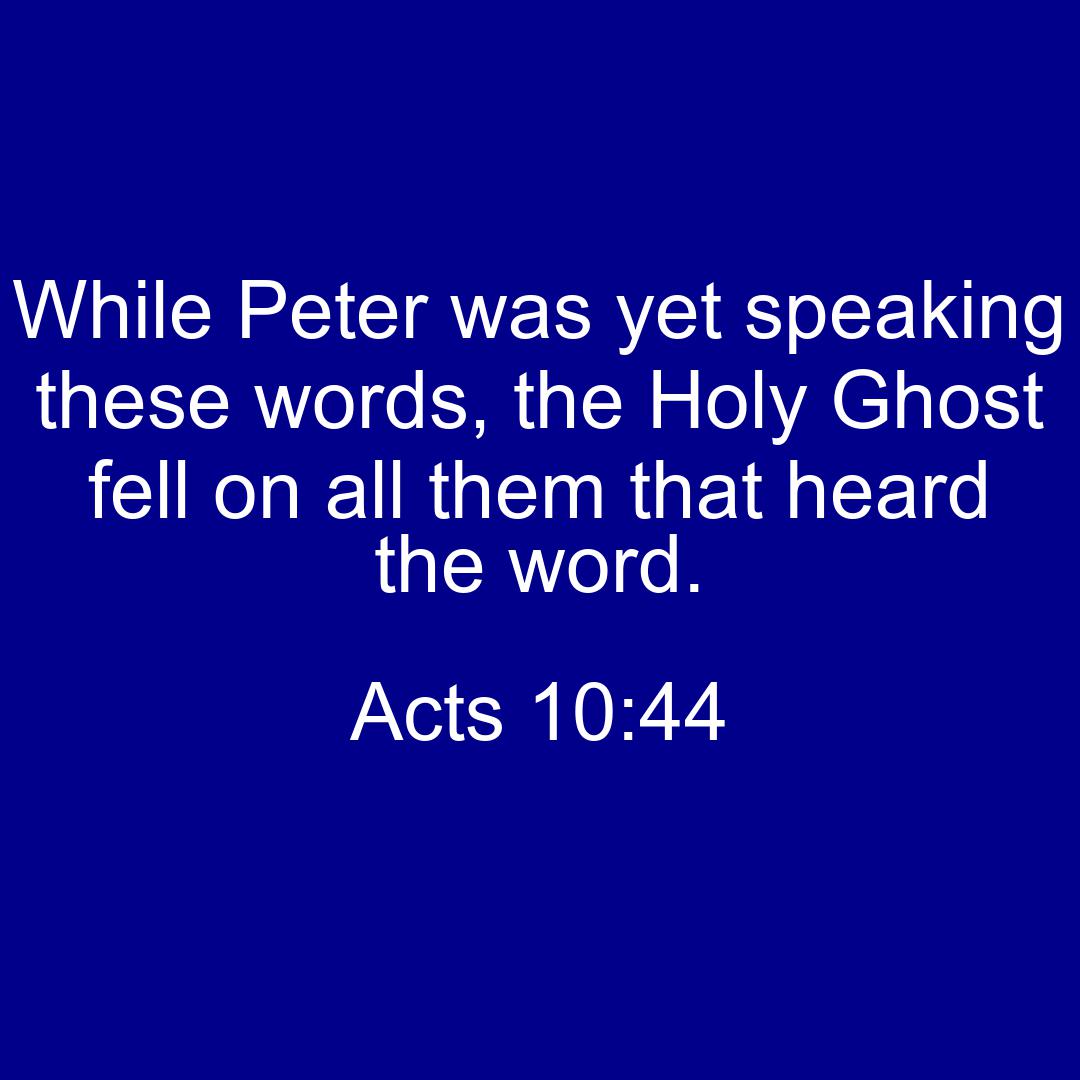 While Peter was yet speaking
these words, the Holy Ghost
fell on all them that heard
the word.
Acts 10:44